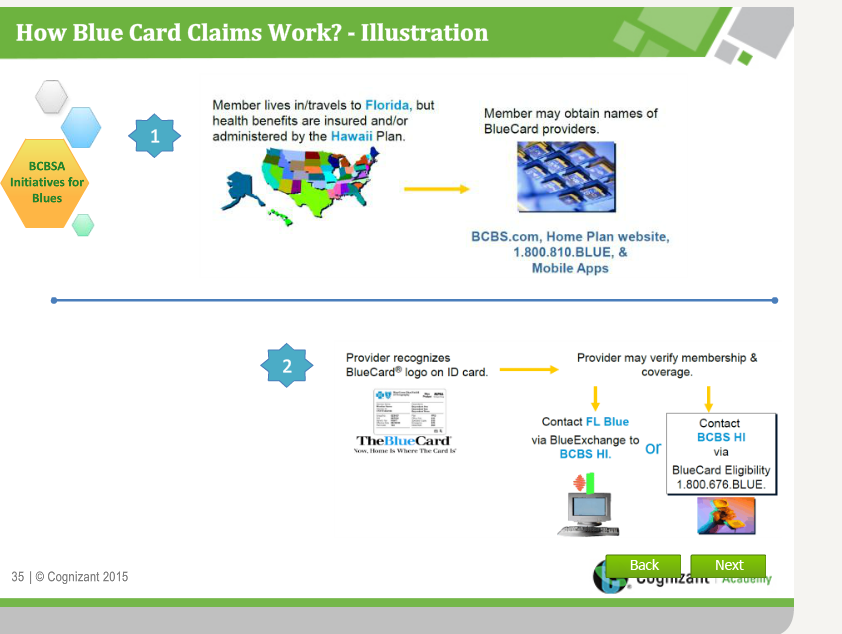 How Blue Card Claims Work? - Illustration
BCBSA
Initiatives for
Blues
1
Member lives in/travels to Florida, but
health benefits are insured and/or
administered by the Hawaii Plan.
Member may obtain names of
BlueCard providers.
BCBS.com, Home Plan website,
1.800.810.BLUE, &
Mobile Apps
2
Provider recognizes
BlueCard® logo on ID card.
TheBlueCard
Now, Home Is Where The Card Is
Provider may verify membership &
coverage.
Contact FL Blue
via BlueExchange to
BCBS HI.
or
Contact
BCBS HI
via
BlueCard Eligibility
1.800.676.BLUE.
35 | © Cognizant 2015
Back
Next
Cognizant | Academy